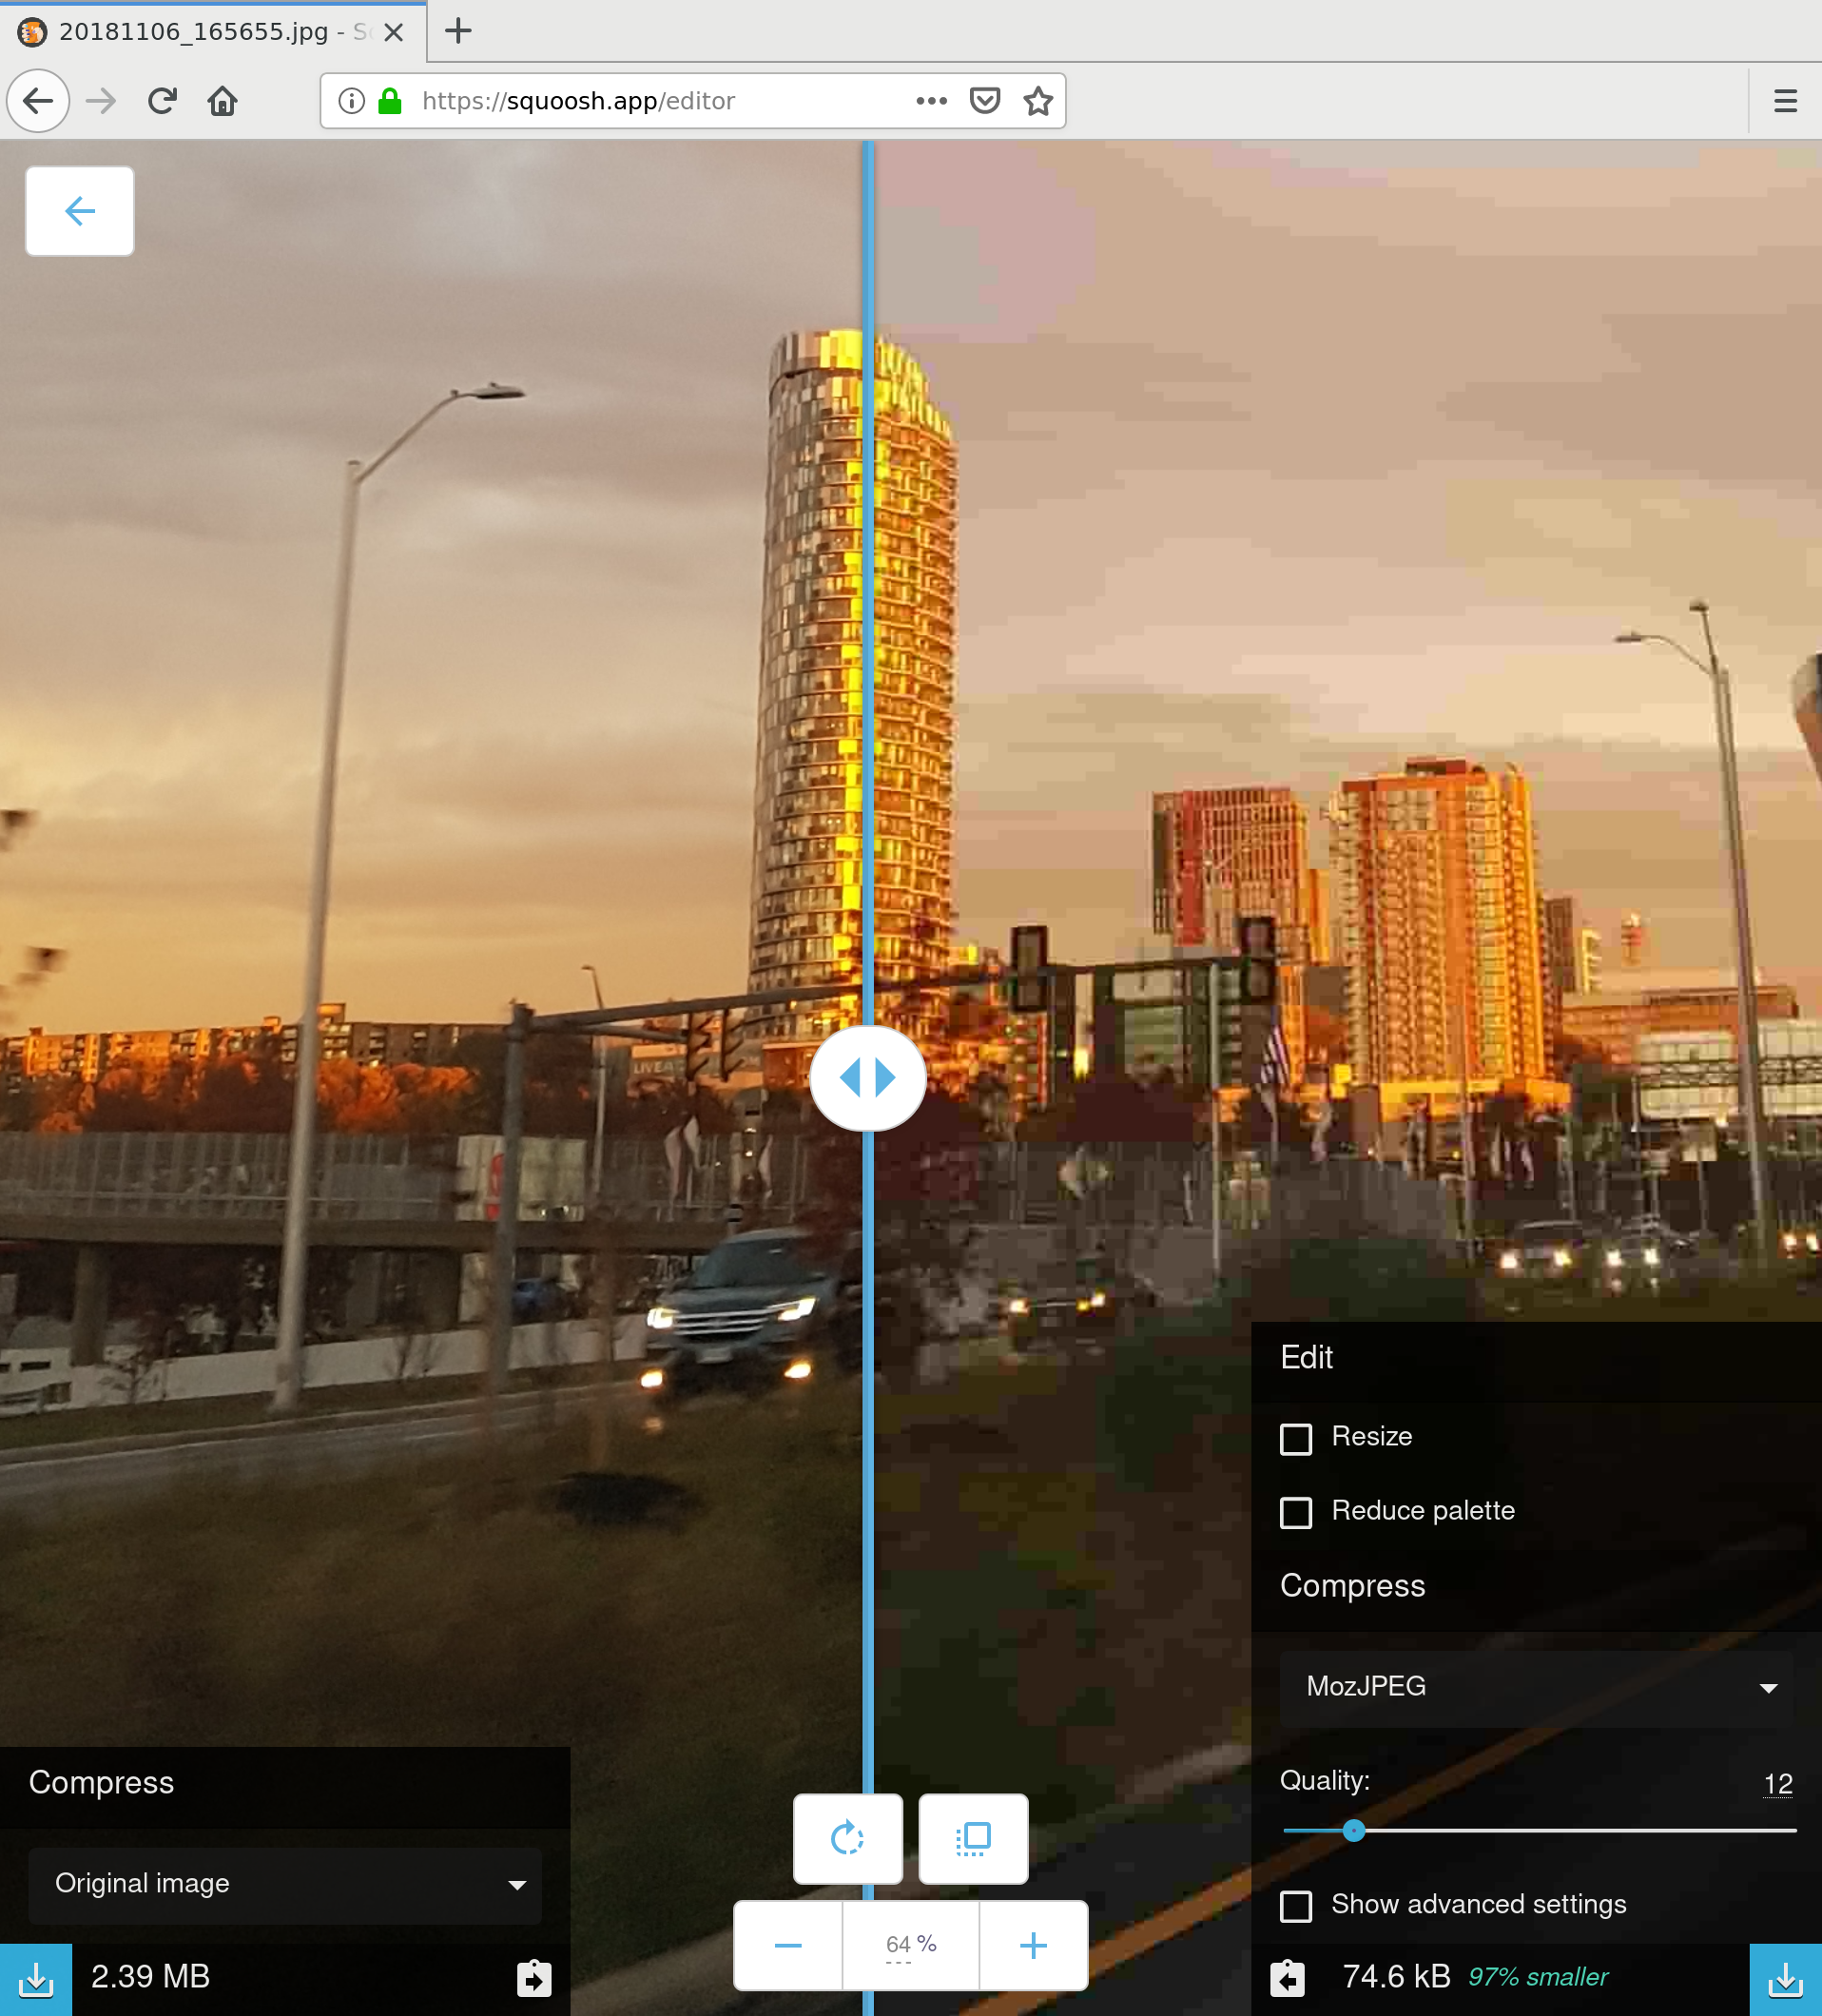 20181106_165655.jpg - S
https://squoosh.app/editor
LIVE
Edit
Resize
Reduce palette
Compress
MozJPEG
Quality: 12
Show advanced settings
74.6 kB 97% smaller
Compress
Original image
2.39 MB
64 %